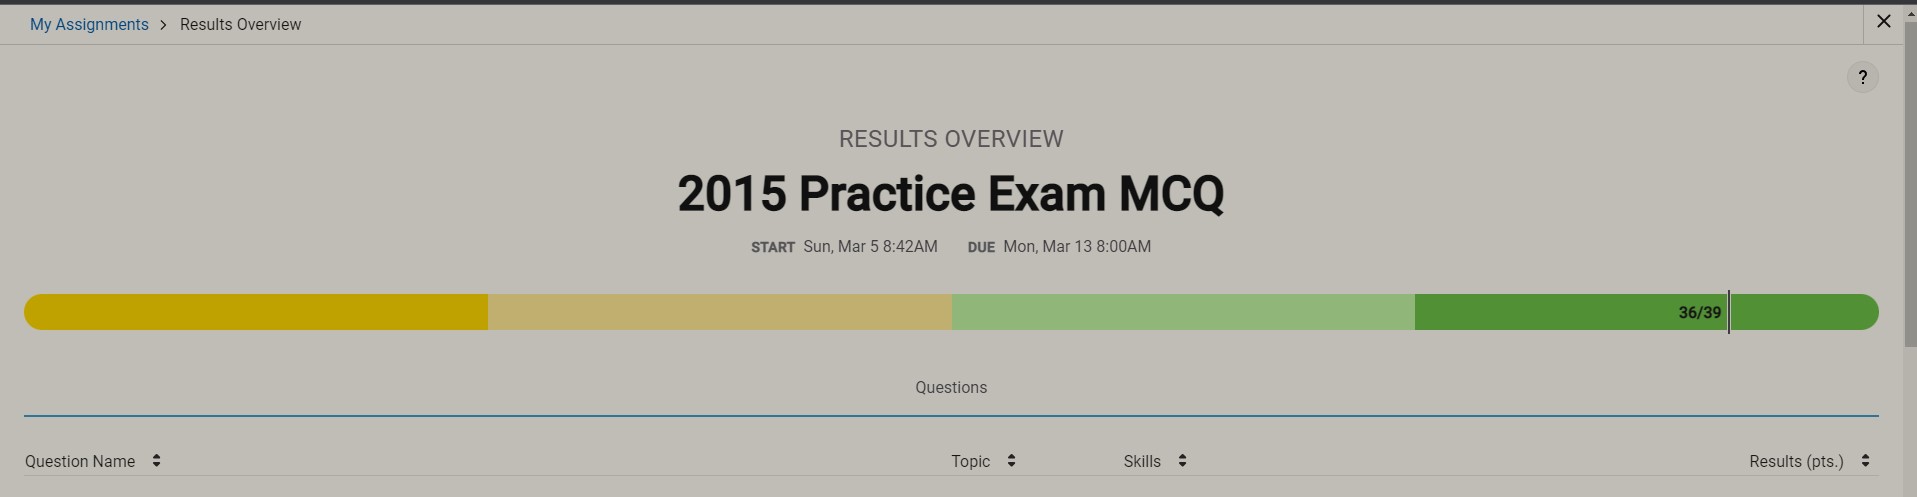 My Assignments > Results Overview
?
RESULTS OVERVIEW
2015 Practice Exam MCQ
START Sun, Mar 5 8:42AM DUE Mon, Mar 13 8:00AM
36/39
Questions
Question Name Topic Skills Results (pts.)